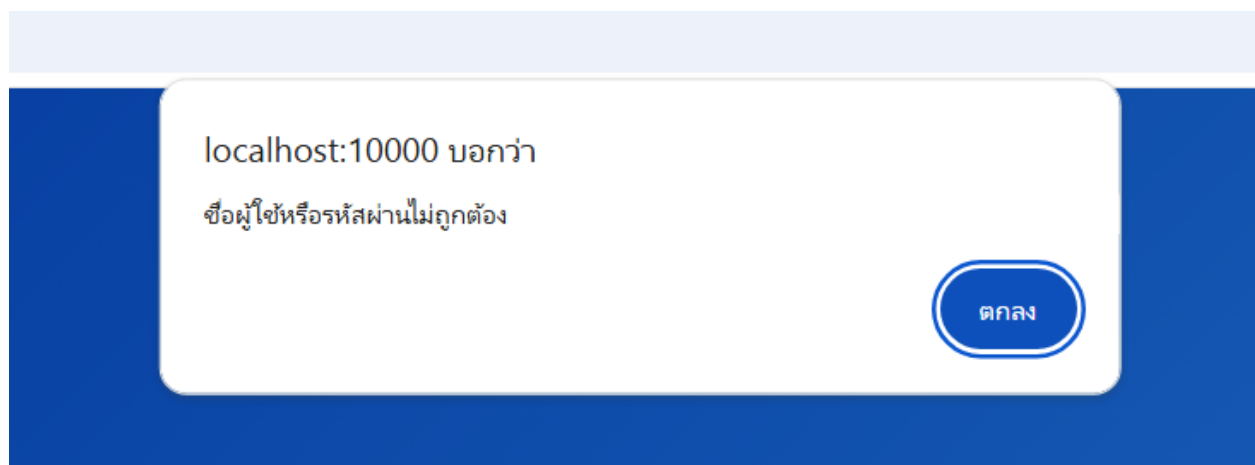 localhost:10000 บอกว่า
ชื่อผู้ใช้หรือรหัสผ่านไม่ถูกต้อง
ตกลง